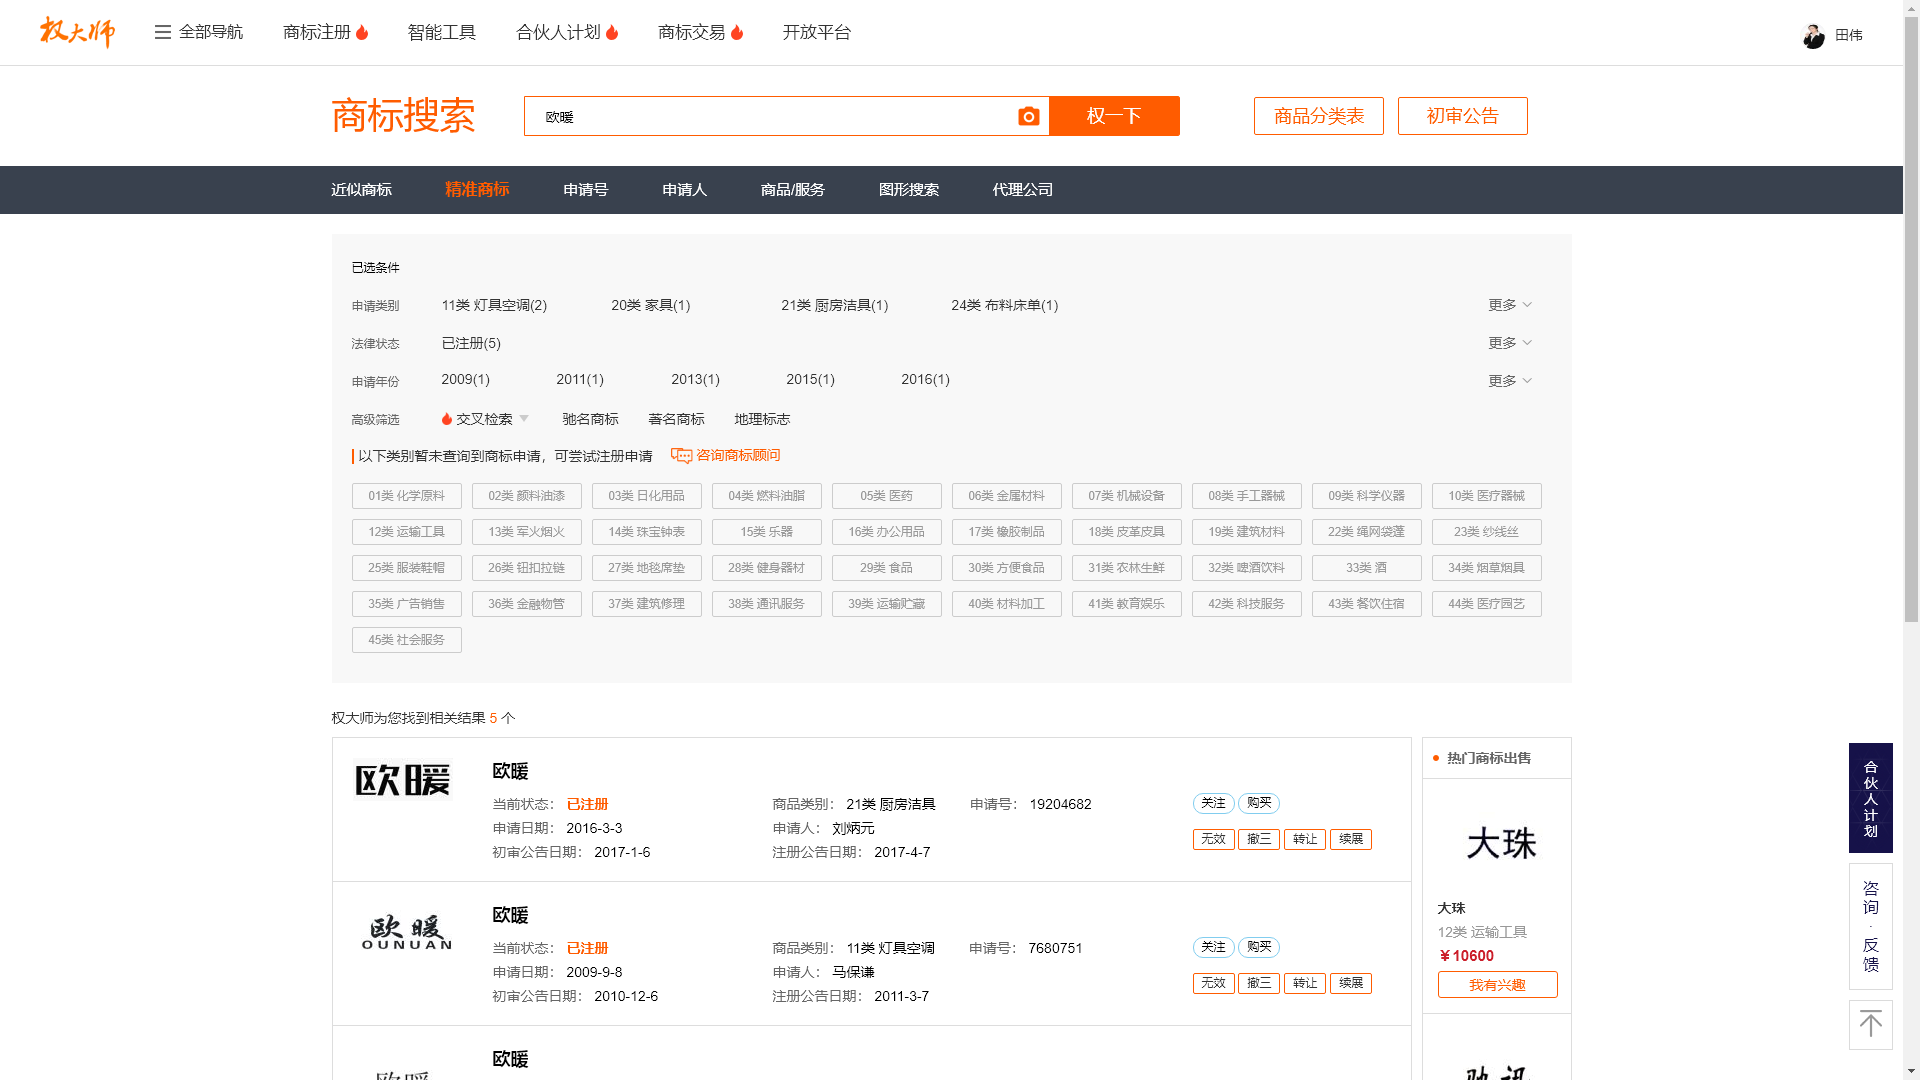 权大师 全部导航 商标注册 智能工具 合伙人计划 商标交易 开放平台 田伟
商标搜索 欧暖 权一下 商品分类表 初审公告
近似商标 精准商标 申请号 申请人 商品/服务 图形搜索 代理公司
已选条件
申请类别 11类 灯具空调(2) 20类 家具(1) 21类 厨房洁具(1) 24类 布料床单(1) 更多
法律状态 已注册(5) 更多
申请年份 2009(1) 2011(1) 2013(1) 2015(1) 2016(1) 更多
高级筛选 交叉检索 驰名商标 著名商标 地理标志
以下类别暂未查询到商标申请，可尝试注册申请 咨询商标顾问
01类 化学原料 02类 颜料油漆 03类 日化用品 04类 燃料油脂 05类 医药 06类 金属材料 07类 机械设备 08类 手工器械 09类 科学仪器 10类 医疗器械
12类 运输工具 13类 军火烟火 14类 珠宝钟表 15类 乐器 16类 办公用品 17类 橡胶制品 18类 皮革皮具 19类 建筑材料 22类 绳网袋蓬 23类 纱线丝
25类 服装鞋帽 26类 钮扣拉链 27类 地毯席垫 28类 健身器材 29类 食品 30类 方便食品 31类 农林生鲜 32类 啤酒饮料 33类 酒 34类 烟草烟具
35类 广告销售 36类 金融物管 37类 建筑修理 38类 通讯服务 39类 运输贮藏 40类 材料加工 41类 教育娱乐 42类 科技服务 43类 餐饮住宿 44类 医疗园艺
45类 社会服务
权大师为您找到相关结果 5 个
欧暖
欧暖
当前状态： 已注册 商品类别： 21类 厨房洁具 申请号： 19204682 关注 购买
申请日期： 2016-3-3 申请人： 刘炳元
无效 撤三 转让 续展
初审公告日期： 2017-1-6 注册公告日期： 2017-4-7
欧暖
OUNUAN
欧暖
当前状态： 已注册 商品类别： 11类 灯具空调 申请号： 7680751 关注 购买
申请日期： 2009-9-8 申请人： 马保谦
无效 撤三 转让 续展
初审公告日期： 2010-12-6 注册公告日期： 2011-3-7
欧暖
欧暖
热门商标出售
大珠
大珠
12类 运输工具
￥10600
我有兴趣
合伙人计划
咨询·反馈